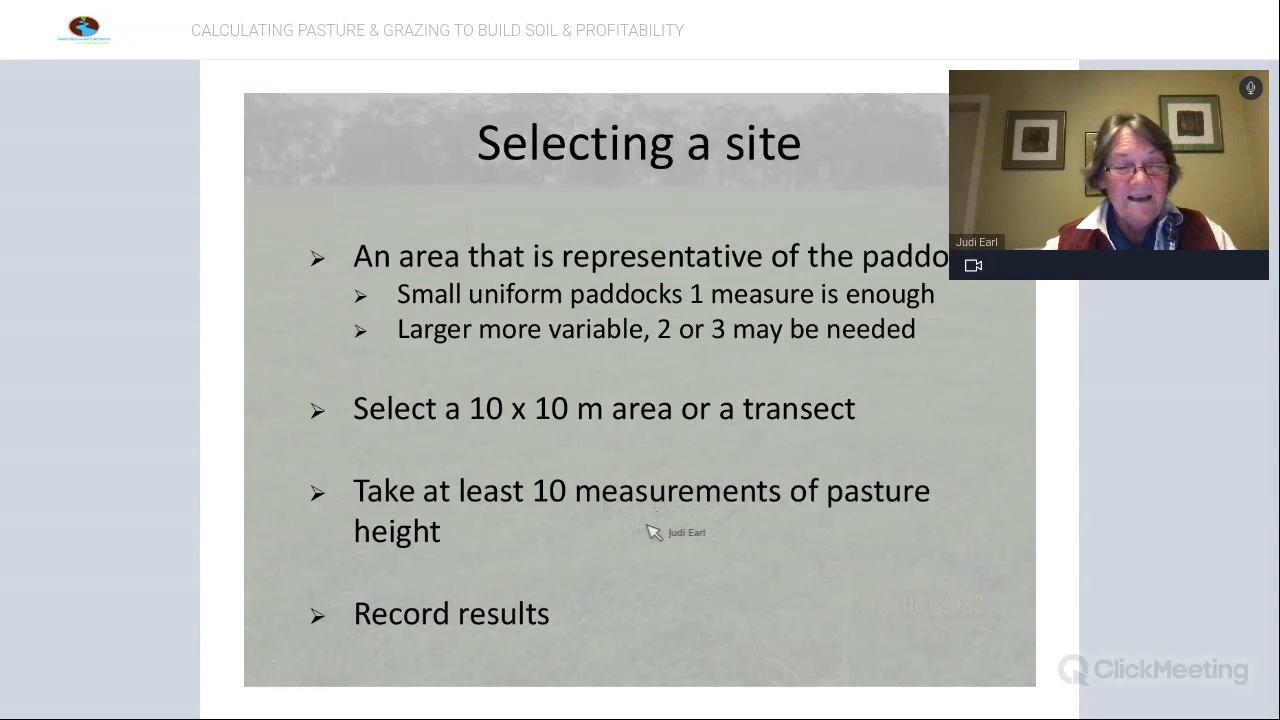 CALCULATING PASTURE & GRAZING TO BUILD SOIL & PROFITABILITY
Selecting a site
Judi Earl
➢ An area that is representative of the paddo
➢ Small uniform paddocks 1 measure is enough
➢ Larger more variable, 2 or 3 may be needed
➢ Select a 10 x 10 m area or a transect
➢ Take at least 10 measurements of pasture
height
Judi Earl
➢ Record results
ClickMeeting